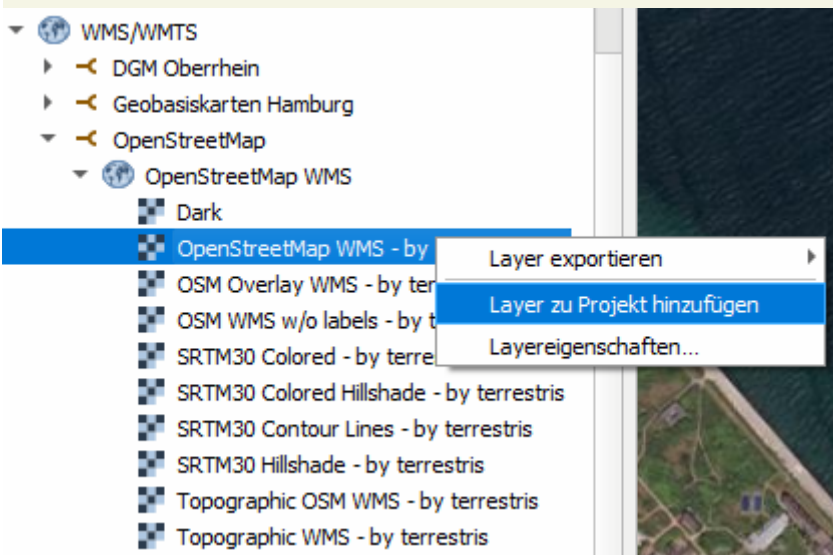 WMS/WMTS
DGM Oberrhein
Geobasiskarten Hamburg
OpenStreetMap
OpenStreetMap WMS
Dark
OpenStreetMap WMS - by
Layer exportieren
OSM Overlay WMS - by ter
Layer zu Projekt hinzufügen
OSM WMS w/o labels - by t
Layereigenschaften...
SRTM30 Colored - by terre
SRTM30 Colored Hillshade - by terrestris
SRTM30 Contour Lines - by terrestris
SRTM30 Hillshade - by terrestris
Topographic OSM WMS - by terrestris
Topographic WMS - by terrestris